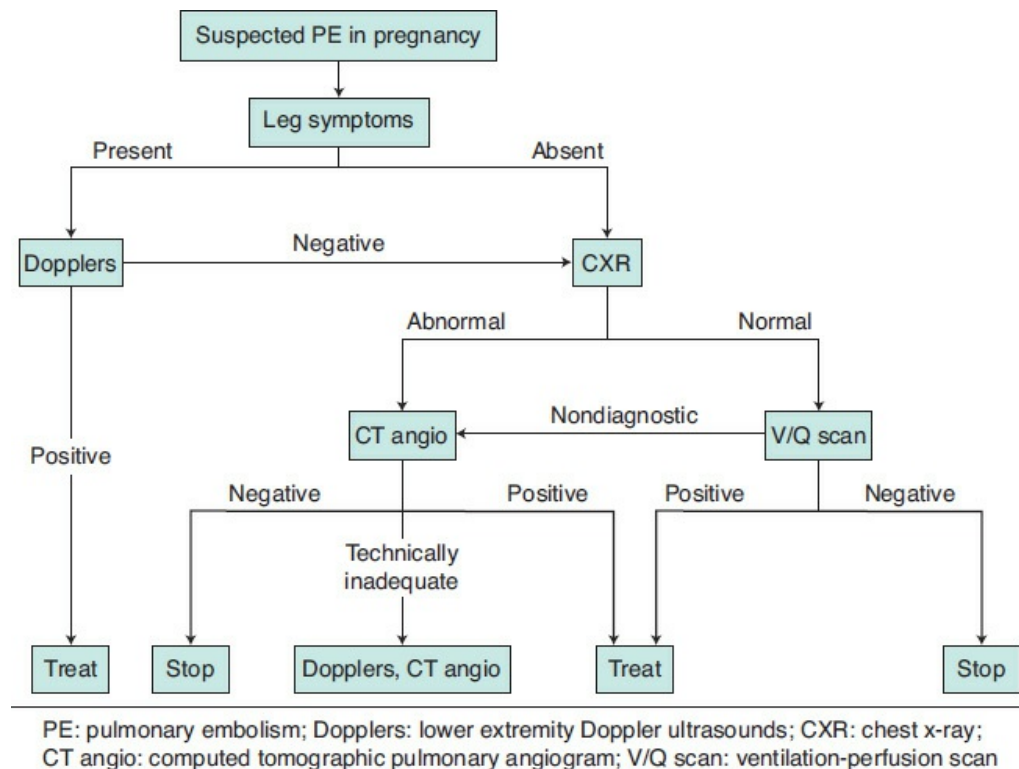 Suspected PE in pregnancy
Leg symptoms
Present
Absent
Dopplers
Negative
CXR
Abnormal
Normal
CT angio
Nondiagnostic
V/Q scan
Positive
Negative
Positive
Positive
Negative
Technically
inadequate
Treat
Stop
Dopplers, CT angio
Treat
Stop
PE: pulmonary embolism; Dopplers: lower extremity Doppler ultrasounds; CXR: chest x-ray;
CT angio: computed tomographic pulmonary angiogram; V/Q scan: ventilation-perfusion scan